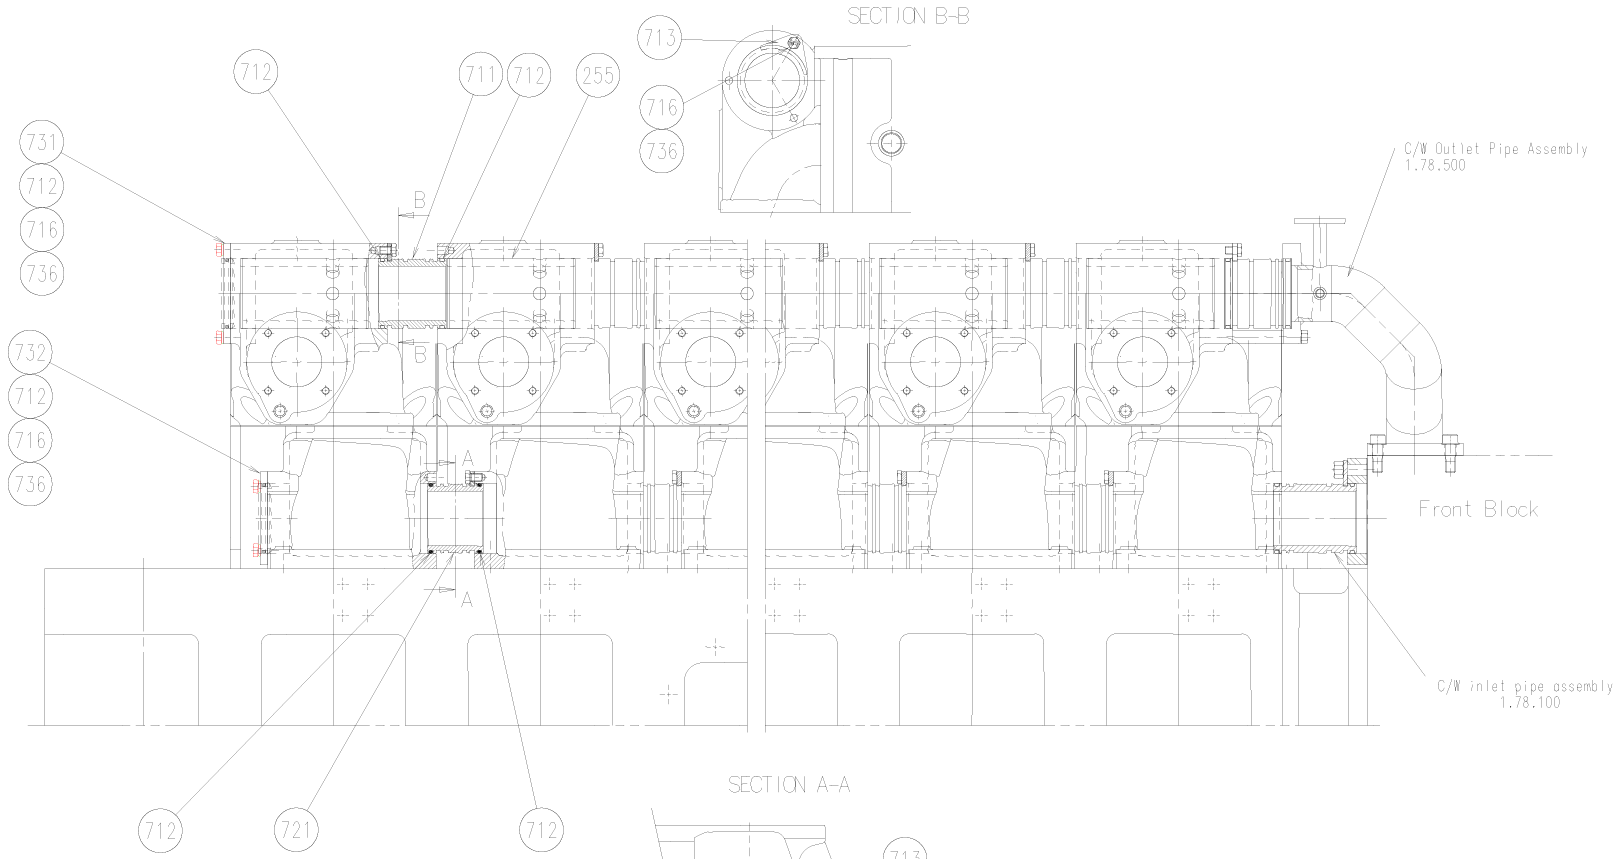 SECTION B-B
713
712
711
712
255
716
736
731
712
716
736
C/W Outlet Pipe Assembly
1.78.500
B
B
732
712
716
736
A
Front Block
A
C/W inlet pipe assembly
1.78.100
SECTION A-A
712
721
712
713